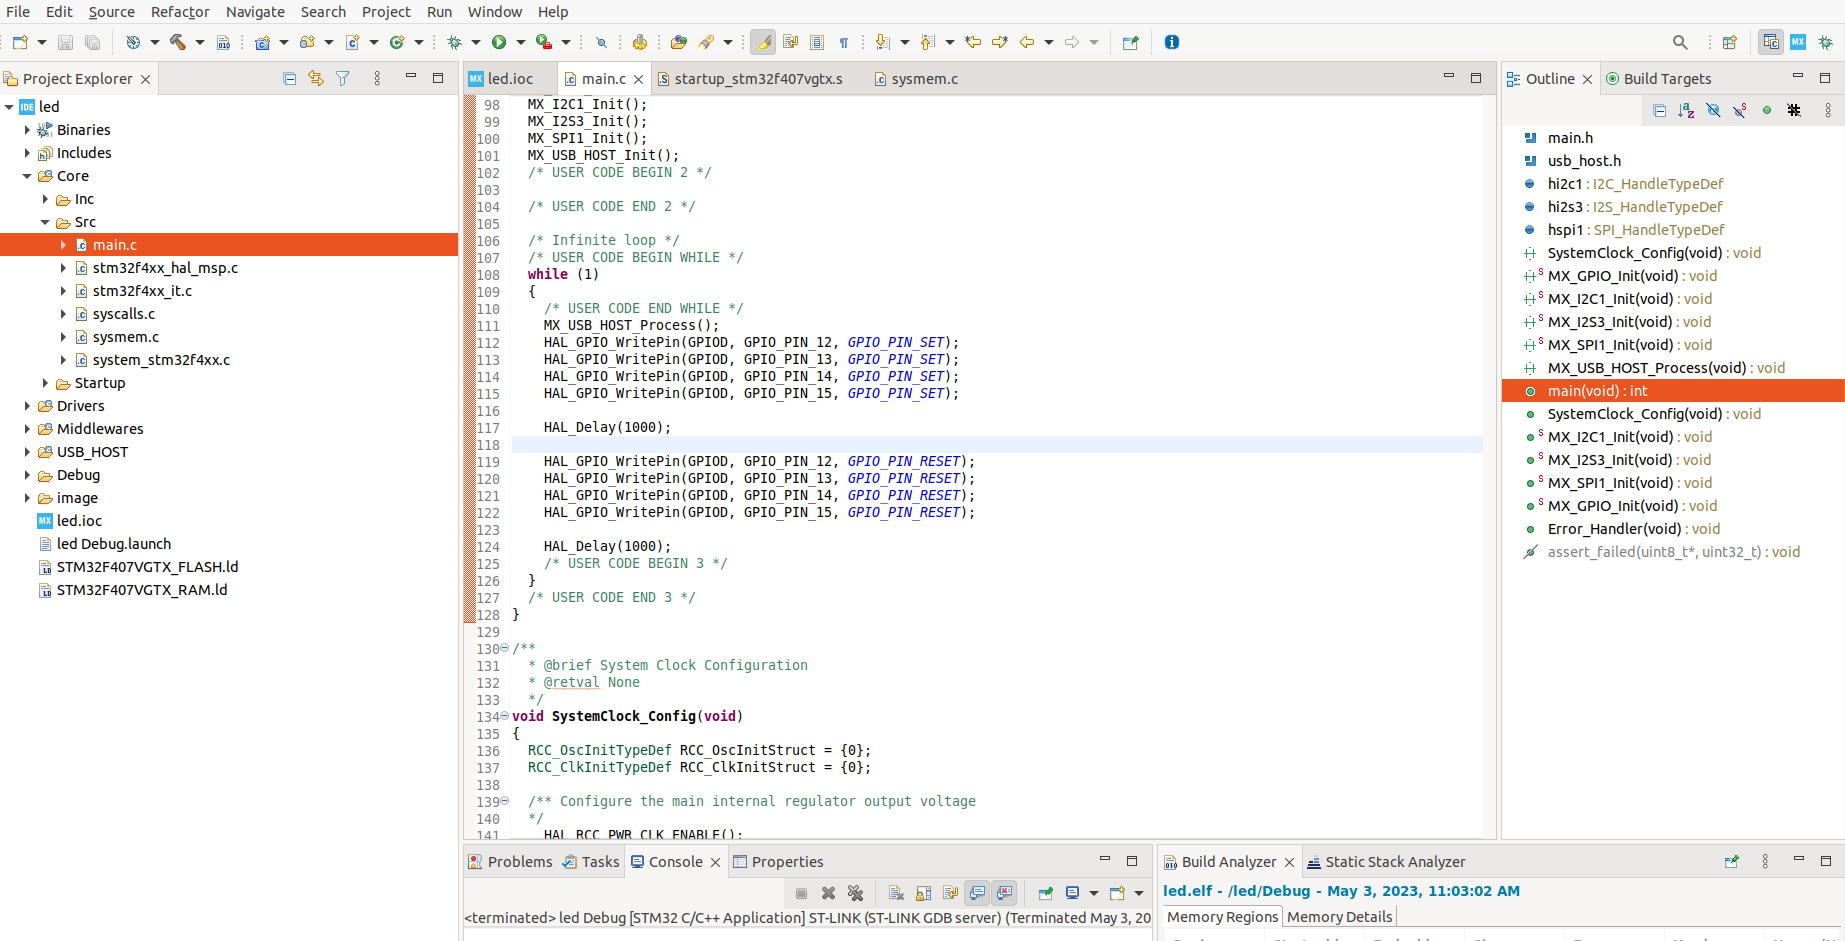 File Edit Source Refactor Navigate Search Project Run Window Help
Project Explorer
led
Binaries
Includes
Core
Inc
Src
main.c
stm32f4xx_hal_msp.c
stm32f4xx_it.c
syscalls.c
sysmem.c
system_stm32f4xx.c
Startup
Drivers
Middlewares
USB_HOST
Debug
image
led.ioc
led Debug.launch
STM32F407VGTX_FLASH.ld
STM32F407VGTX_RAM.ld
led.ioc main.c startup_stm32f407vgtx.s sysmem.c
98 MX_I2C1_Init();
99 MX_I2S3_Init();
100 MX_SPI1_Init();
101 MX_USB_HOST_Init();
102 /* USER CODE BEGIN 2 */
103
104 /* USER CODE END 2 */
105
106 /* Infinite loop */
107 /* USER CODE BEGIN WHILE */
108 while (1)
109 {
110 /* USER CODE END WHILE */
111 MX_USB_HOST_Process();
112 HAL_GPIO_WritePin(GPIOD, GPIO_PIN_12, GPIO_PIN_SET);
113 HAL_GPIO_WritePin(GPIOD, GPIO_PIN_13, GPIO_PIN_SET);
114 HAL_GPIO_WritePin(GPIOD, GPIO_PIN_14, GPIO_PIN_SET);
115 HAL_GPIO_WritePin(GPIOD, GPIO_PIN_15, GPIO_PIN_SET);
116
117 HAL_Delay(1000);
118
119 HAL_GPIO_WritePin(GPIOD, GPIO_PIN_12, GPIO_PIN_RESET);
120 HAL_GPIO_WritePin(GPIOD, GPIO_PIN_13, GPIO_PIN_RESET);
121 HAL_GPIO_WritePin(GPIOD, GPIO_PIN_14, GPIO_PIN_RESET);
122 HAL_GPIO_WritePin(GPIOD, GPIO_PIN_15, GPIO_PIN_RESET);
123
124 HAL_Delay(1000);
125 /* USER CODE BEGIN 3 */
126 }
127 /* USER CODE END 3 */
128 }
129
130 /**
131 * @brief System Clock Configuration
132 * @retval None
133 */
134 void SystemClock_Config(void)
135 {
136 RCC_OscInitTypeDef RCC_OscInitStruct = {0};
137 RCC_ClkInitTypeDef RCC_ClkInitStruct = {0};
138
139 /** Configure the main internal regulator output voltage
140 */
141 HAL_RCC_PWR_CLK_ENABLE();
Outline Build Targets
main.h
usb_host.h
hi2c1 : I2C_HandleTypeDef
hi2s3 : I2S_HandleTypeDef
hspi1 : SPI_HandleTypeDef
SystemClock_Config(void) : void
MX_GPIO_Init(void) : void
MX_I2C1_Init(void) : void
MX_I2S3_Init(void) : void
MX_SPI1_Init(void) : void
MX_USB_HOST_Process(void) : void
main(void) : int
SystemClock_Config(void) : void
MX_I2C1_Init(void) : void
MX_I2S3_Init(void) : void
MX_SPI1_Init(void) : void
MX_GPIO_Init(void) : void
Error_Handler(void) : void
assert_failed(uint8_t*, uint32_t) : void
Problems Tasks Console Properties
<terminated> led Debug [STM32 C/C++ Application] ST-LINK (ST-LINK GDB server) (Terminated May 3, 20
Build Analyzer Static Stack Analyzer
led.elf - /led/Debug - May 3, 2023, 11:03:02 AM
Memory Regions Memory Details